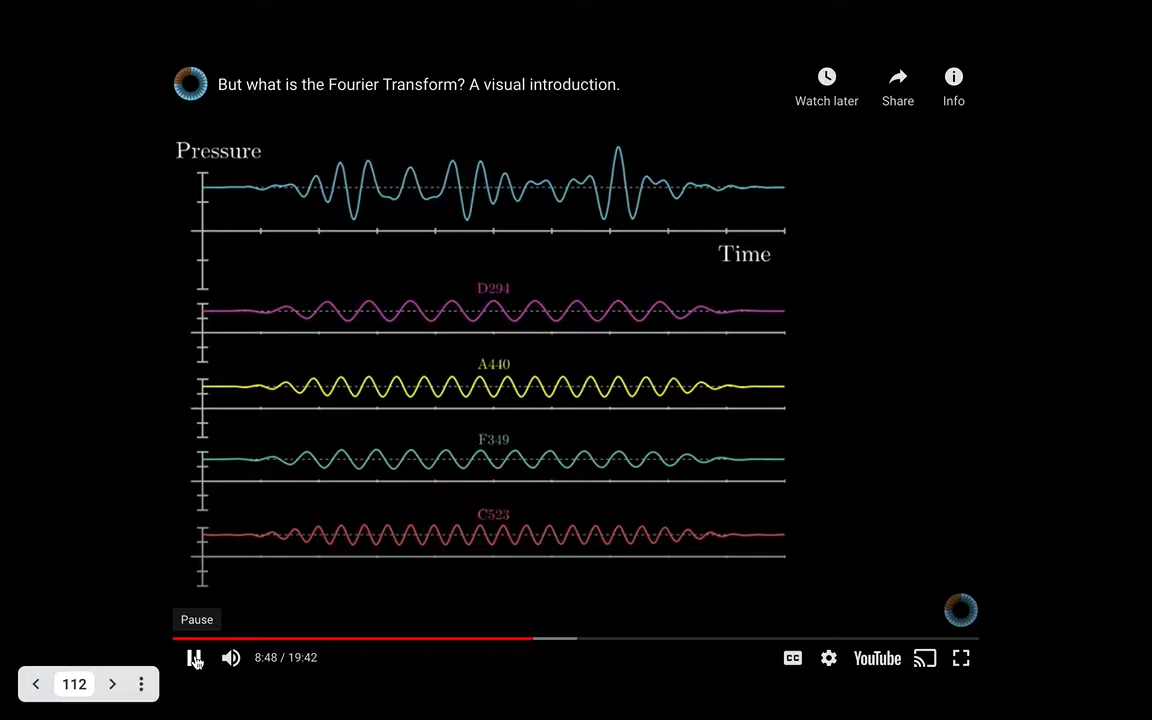 But what is the Fourier Transform? A visual introduction.
Watch later
Share
Info
Pressure
Time
D294
A440
F349
C523
Pause
8:48 / 19:42
CC
YouTube
112